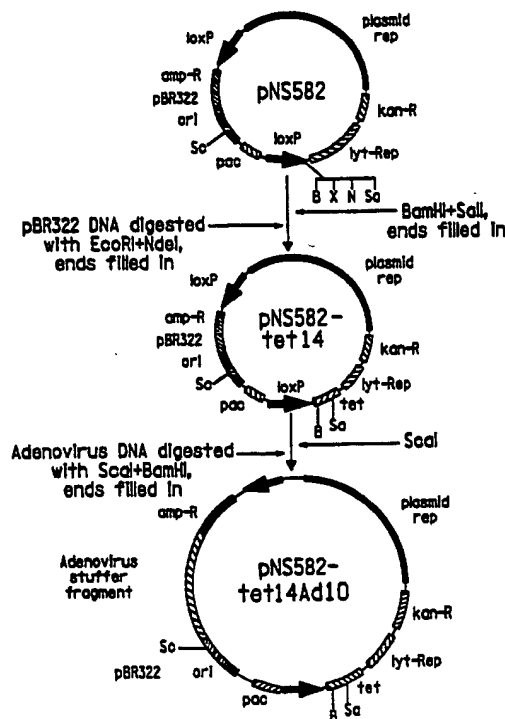 plasmid
rep
loxP
amp-R
pBR322
ori
pNS582
kan-R
Sc
pac
loxP
lyt-Rep
B X N Sa
pBR322 DNA digested
with EcoRI+NdeI,
ends filled in
BamHI+SalI,
ends filled in
plasmid
rep
loxP
amp-R
pBR322
ori
pNS582-
tet14
kan-R
Sc
pac
loxP
lyt-Rep
tet
B
Sa
Adenovirus DNA digested
with ScaI+BamHI,
ends filled in
ScaI
amp-R
plasmid
rep
Adenovirus
stuffer
fragment
pNS582-
tet14Ad10
kan-R
Sc
pBR322
ori
lyt-Rep
pac
tet
B
Sa